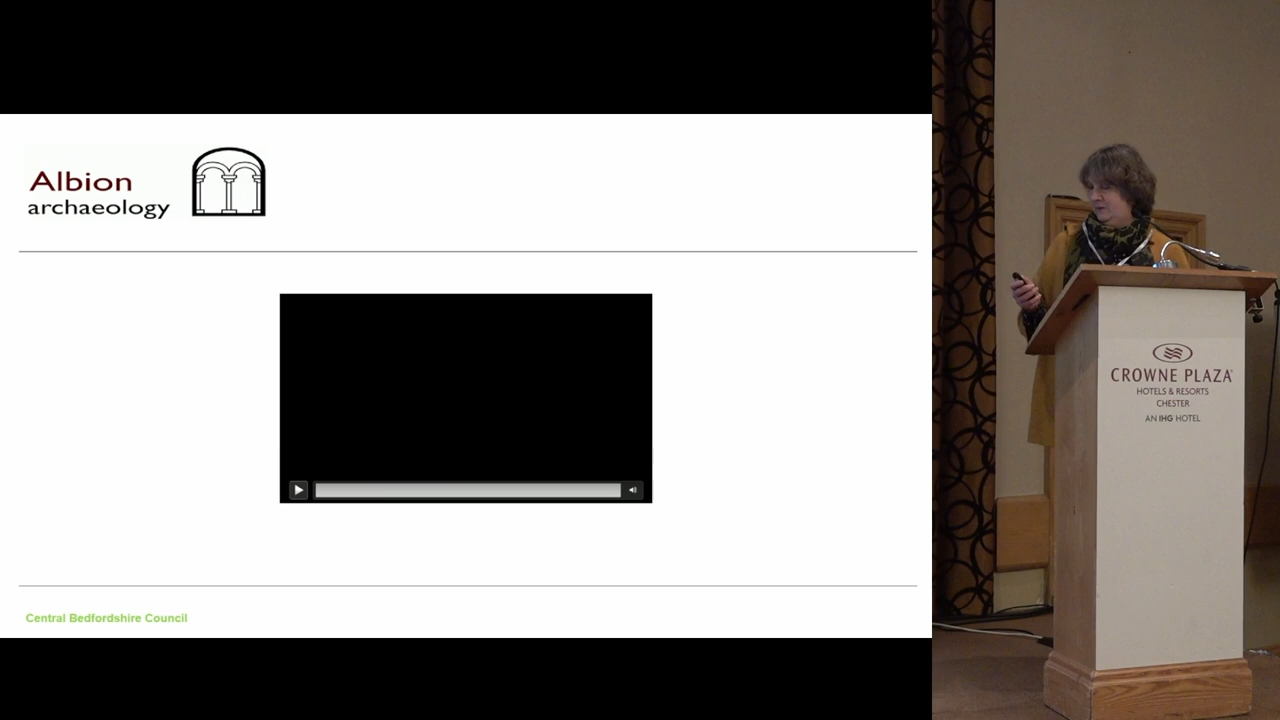 Albion
archaeology
Central Bedfordshire Council
CROWNE PLAZA
HOTELS & RESORTS
CHESTER
AN IHG HOTEL